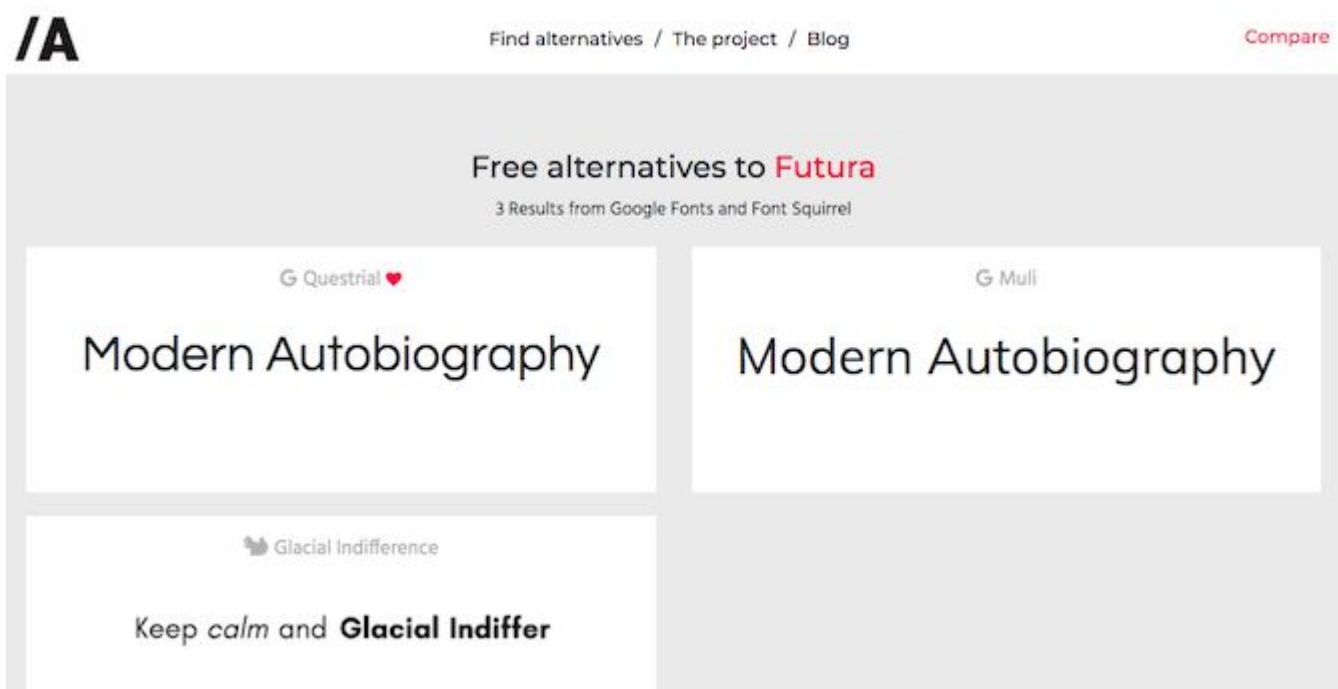 /A
Find alternatives / The project / Blog
Compare
Free alternatives to Futura
3 Results from Google Fonts and Font Squirrel
G Questrial
Modern Autobiography
G Muli
Modern Autobiography
Glacial Indifference
Keep calm and Glacial Indiffer